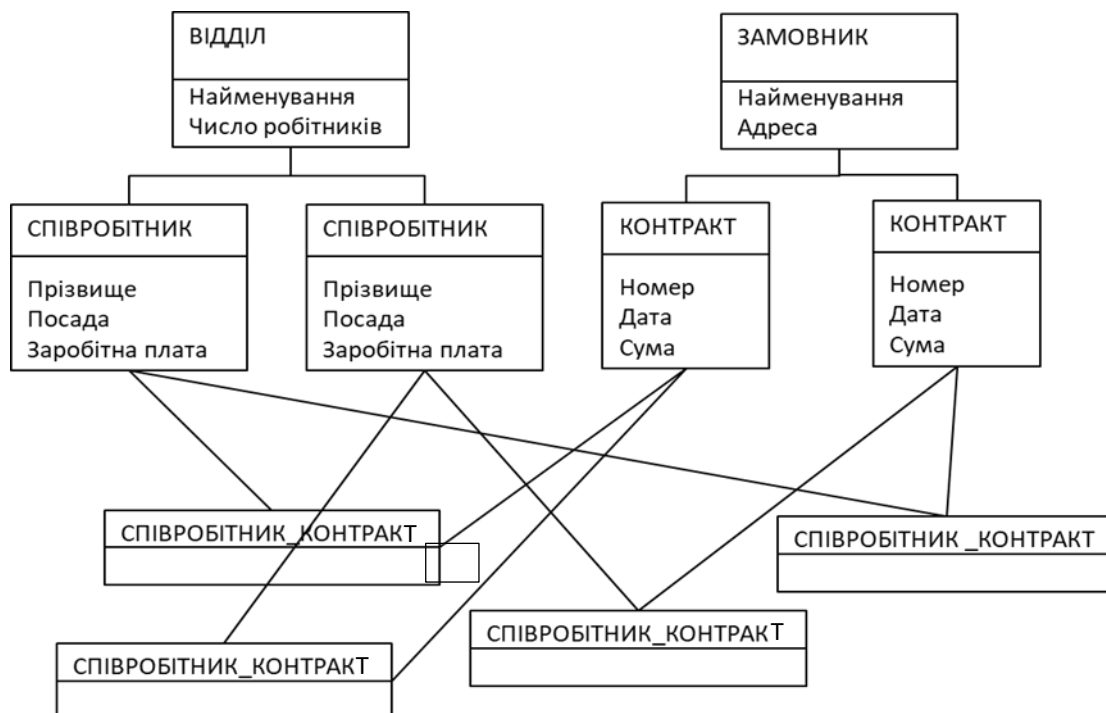 ВІДДІЛ
Найменування
Число робітників
ЗАМОВНИК
Найменування
Адреса
СПІВРОБІТНИК
Прізвище
Посада
Заробітна плата
СПІВРОБІТНИК
Прізвище
Посада
Заробітна плата
КОНТРАКТ
Номер
Дата
Сума
КОНТРАКТ
Номер
Дата
Сума
СПІВРОБІТНИК_КОНТРАКТ
СПІВРОБІТНИК _КОНТРАКТ
СПІВРОБІТНИК_КОНТРАКТ
СПІВРОБІТНИК_КОНТРАКТ